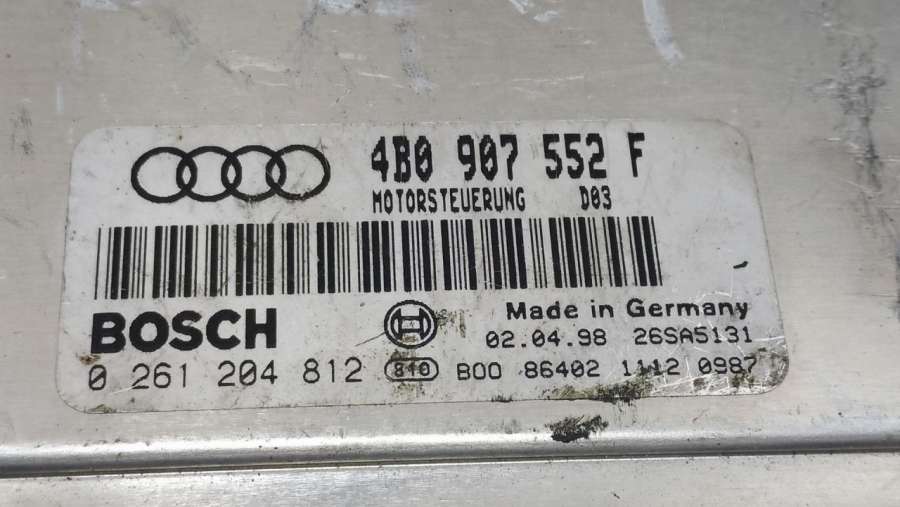 4B0 907 552 F
MOTORSTEUERUNG D03
BOSCH
Made in Germany
02.04.98 26SA5131
0 261 204 812 810 B00 86402 1112 0987